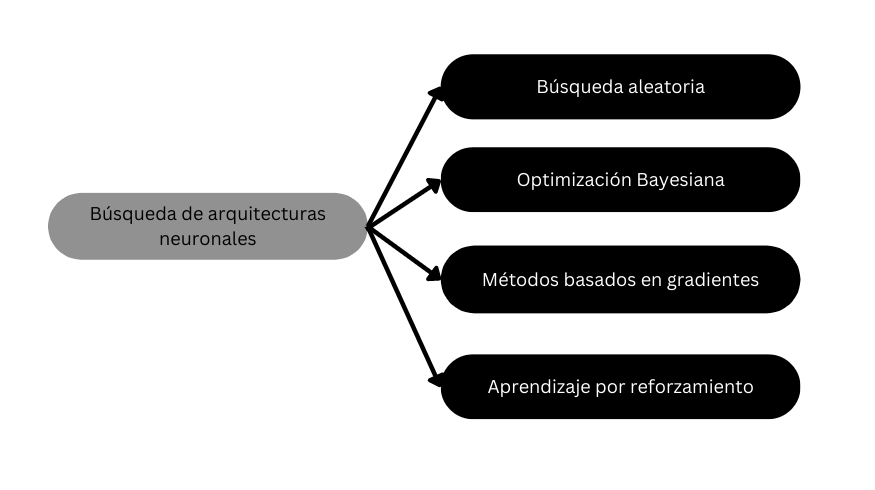 Búsqueda aleatoria
Optimización Bayesiana
Búsqueda de arquitecturas
neuronales
Métodos basados en gradientes
Aprendizaje por reforzamiento